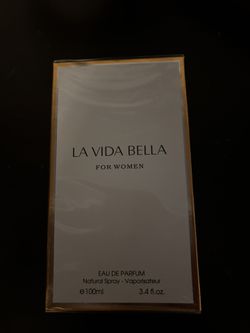 LA VIDA BELLA
FOR WOMEN
EAU DE PARFUM
Natural Spray - Vaporisateur
℮100ml 3.4 fl.oz.